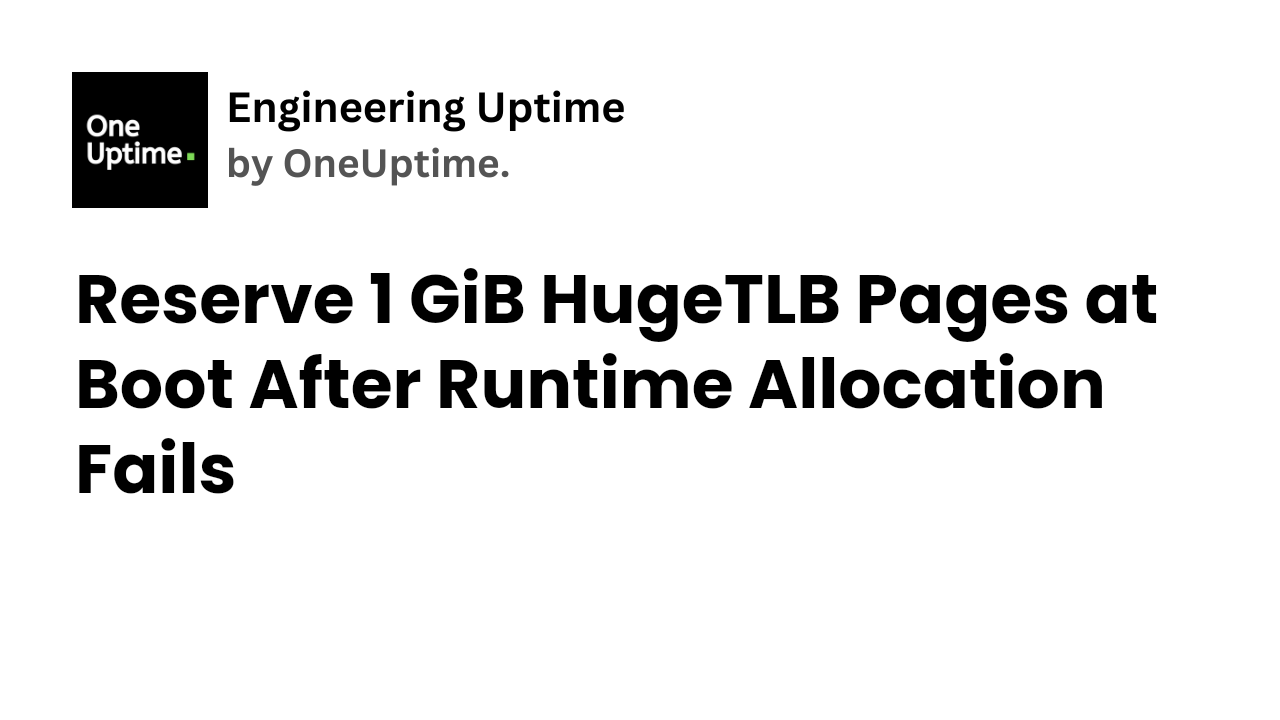 One
Uptime
Engineering Uptime
by OneUptime.
Reserve 1 GiB HugeTLB Pages at
Boot After Runtime Allocation
Fails